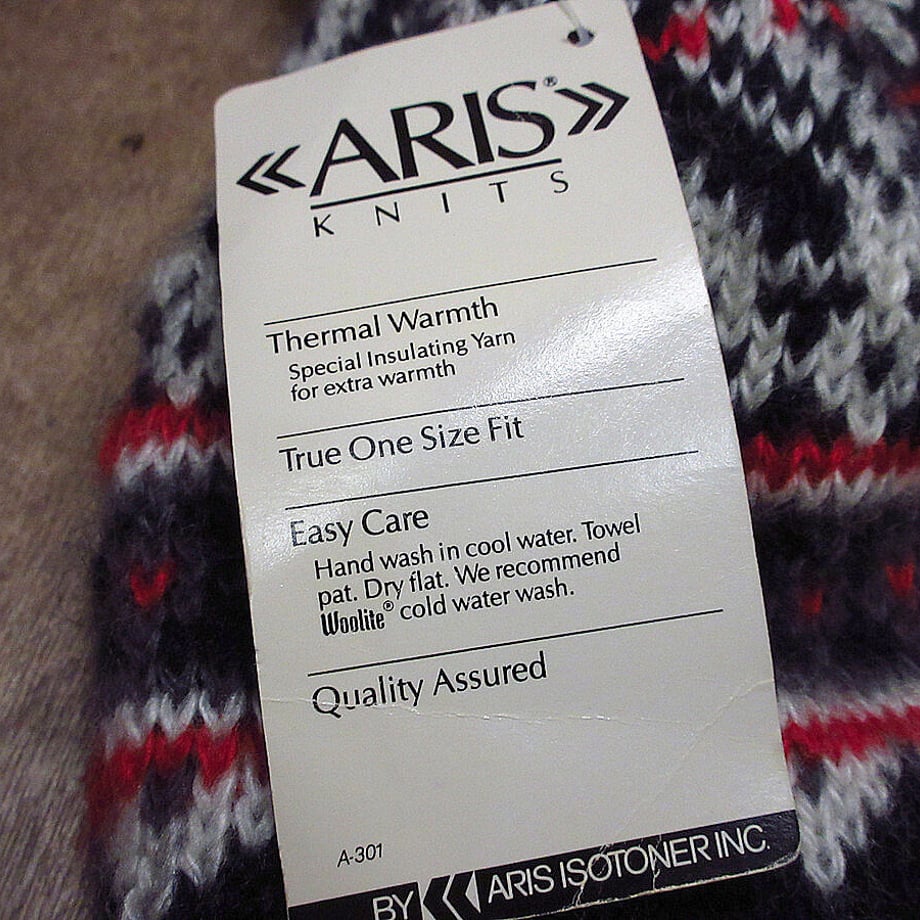 «ARIS®»
KNITS
Thermal Warmth
Special Insulating Yarn
for extra warmth
True One Size Fit
Easy Care
Hand wash in cool water. Towel
pat. Dry flat. We recommend
Woolite® cold water wash.
Quality Assured
A-301
BY ARIS ISOTONER INC.